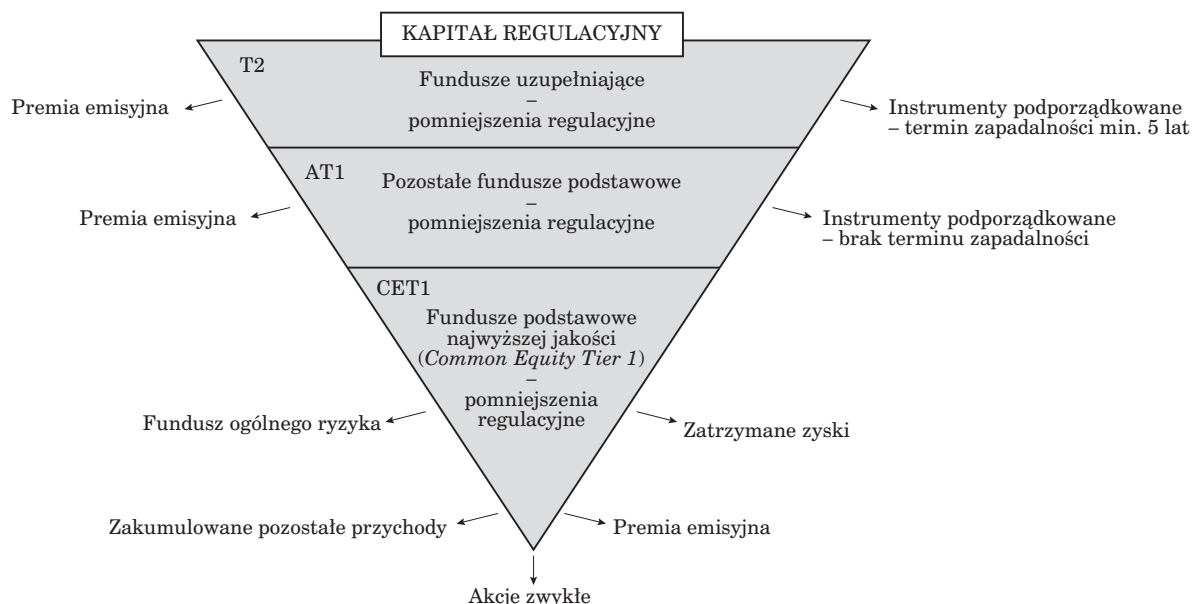 KAPITAŁ REGULACYJNY
T2
Fundusze uzupełniające
–
pomniejszenia regulacyjne
Premia emisyjna
Instrumenty podporządkowane
– termin zapadalności min. 5 lat
AT1
Pozostałe fundusze podstawowe
–
pomniejszenia regulacyjne
Premia emisyjna
Instrumenty podporządkowane
– brak terminu zapadalności
CET1
Fundusze podstawowe
najwyższej jakości
(Common Equity Tier 1)
–
pomniejszenia
regulacyjne
Fundusz ogólnego ryzyka
Zatrzymane zyski
Zakumulowane pozostałe przychody
Premia emisyjna
Akcje zwykłe